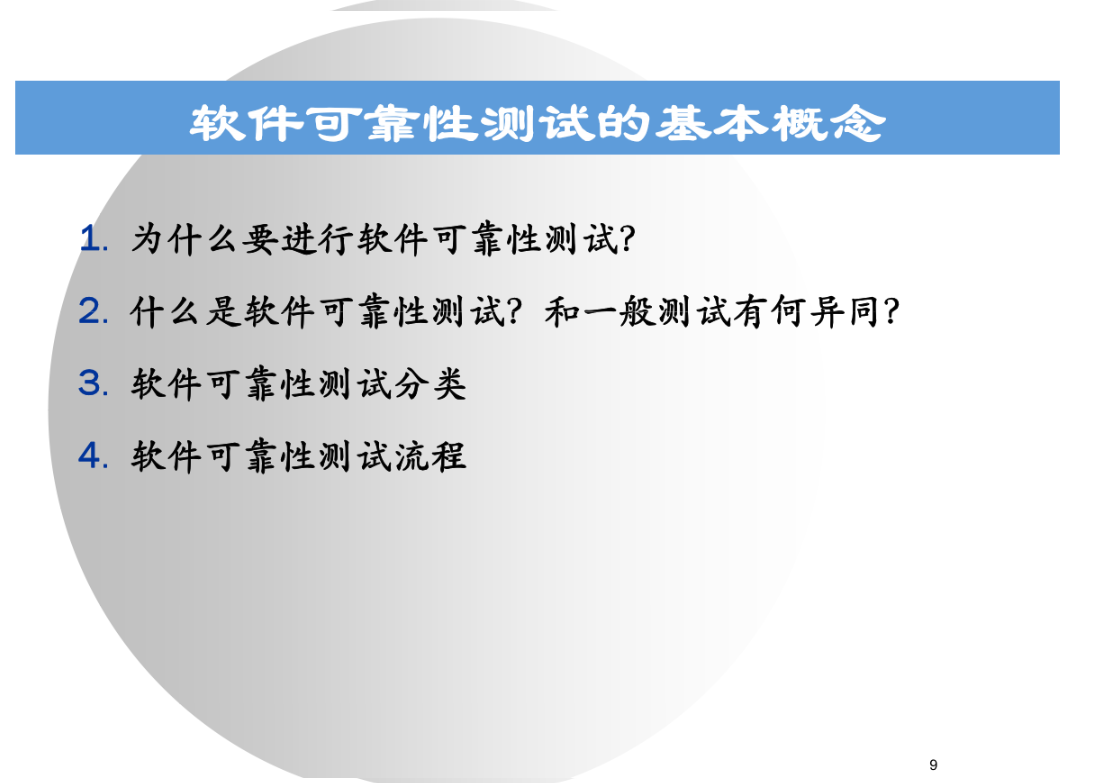 软件可靠性测试的基本概念
1. 为什么要进行软件可靠性测试？
2. 什么是软件可靠性测试？和一般测试有何异同？
3. 软件可靠性测试分类
4. 软件可靠性测试流程
9